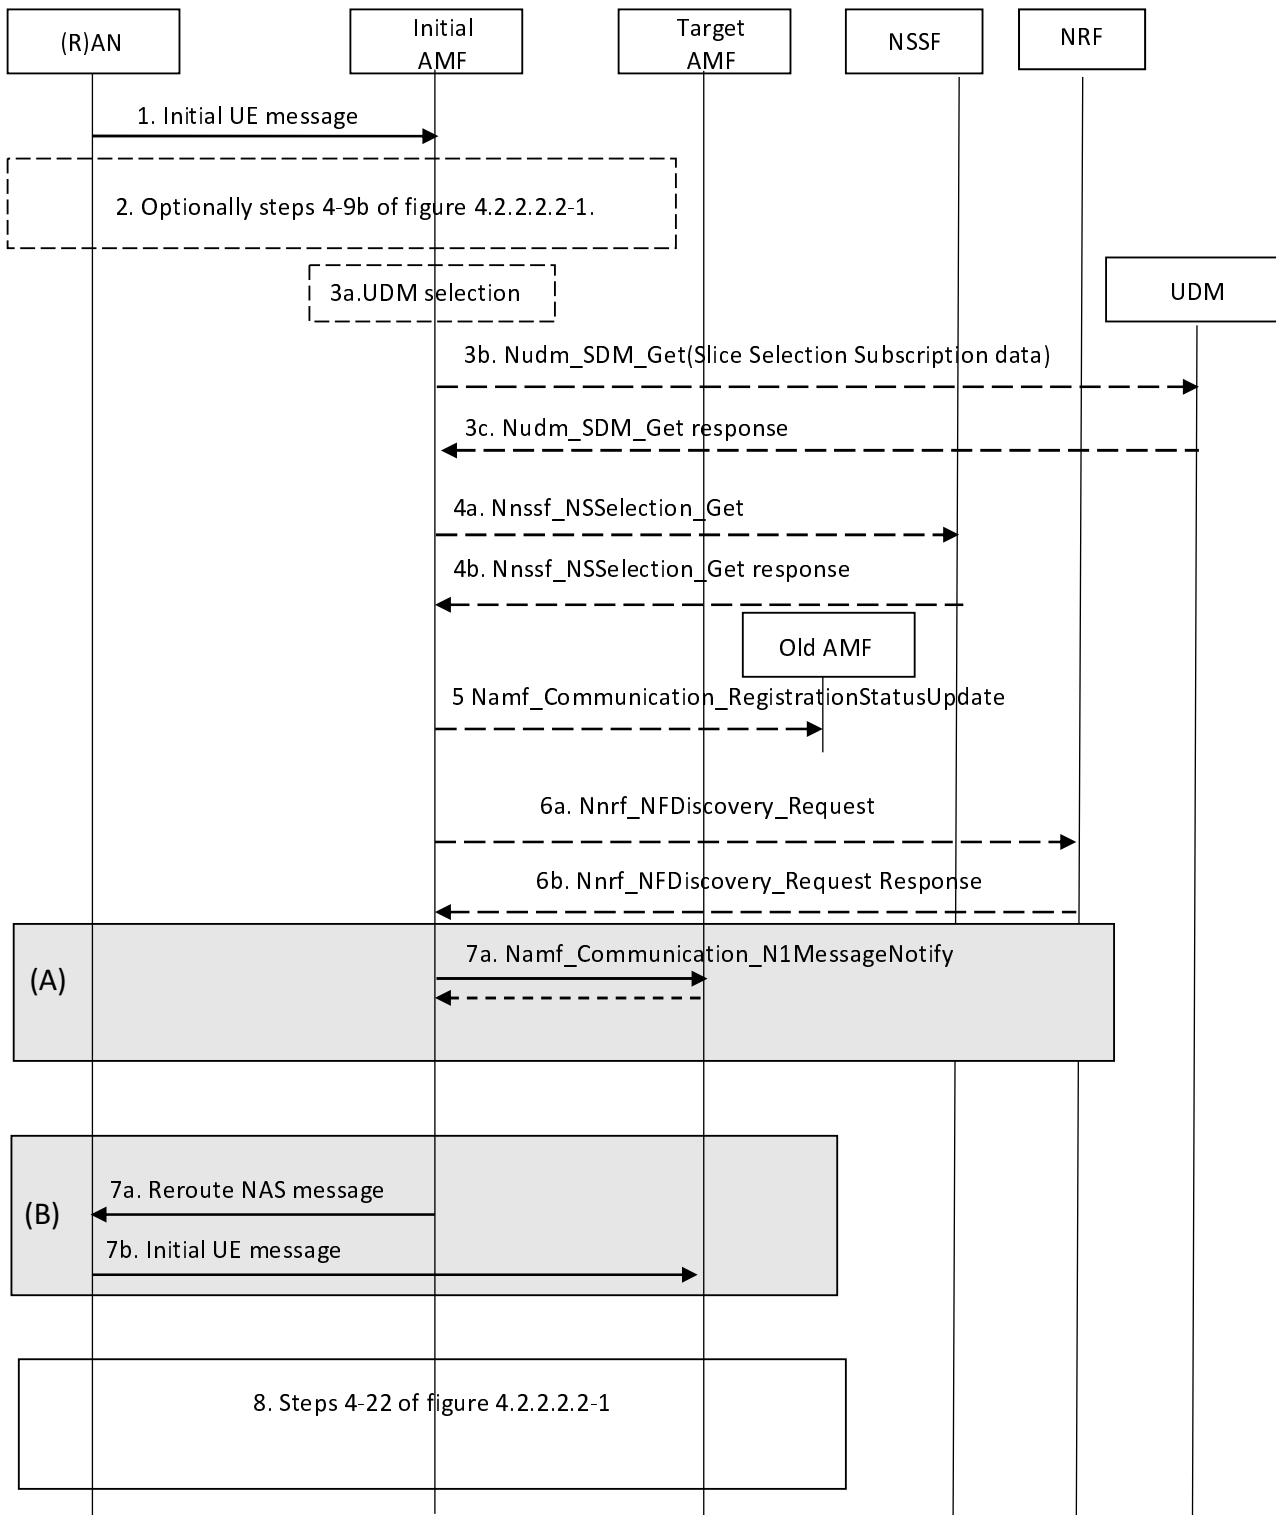 (R)AN
Initial
AMF
Target
AMF
NSSF
NRF
1. Initial UE message
2. Optionally steps 4-9b of figure 4.2.2.2.2-1.
3a.UDM selection
UDM
3b. Nudm_SDM_Get(Slice Selection Subscription data)
3c. Nudm_SDM_Get response
4a. Nnssf_NSSelection_Get
4b. Nnssf_NSSelection_Get response
Old AMF
5 Namf_Communication_RegistrationStatusUpdate
6a. Nnrf_NFDiscovery_Request
6b. Nnrf_NFDiscovery_Request Response
(A)
7a. Namf_Communication_N1MessageNotify
(B)
7a. Reroute NAS message
7b. Initial UE message
8. Steps 4-22 of figure 4.2.2.2.2-1